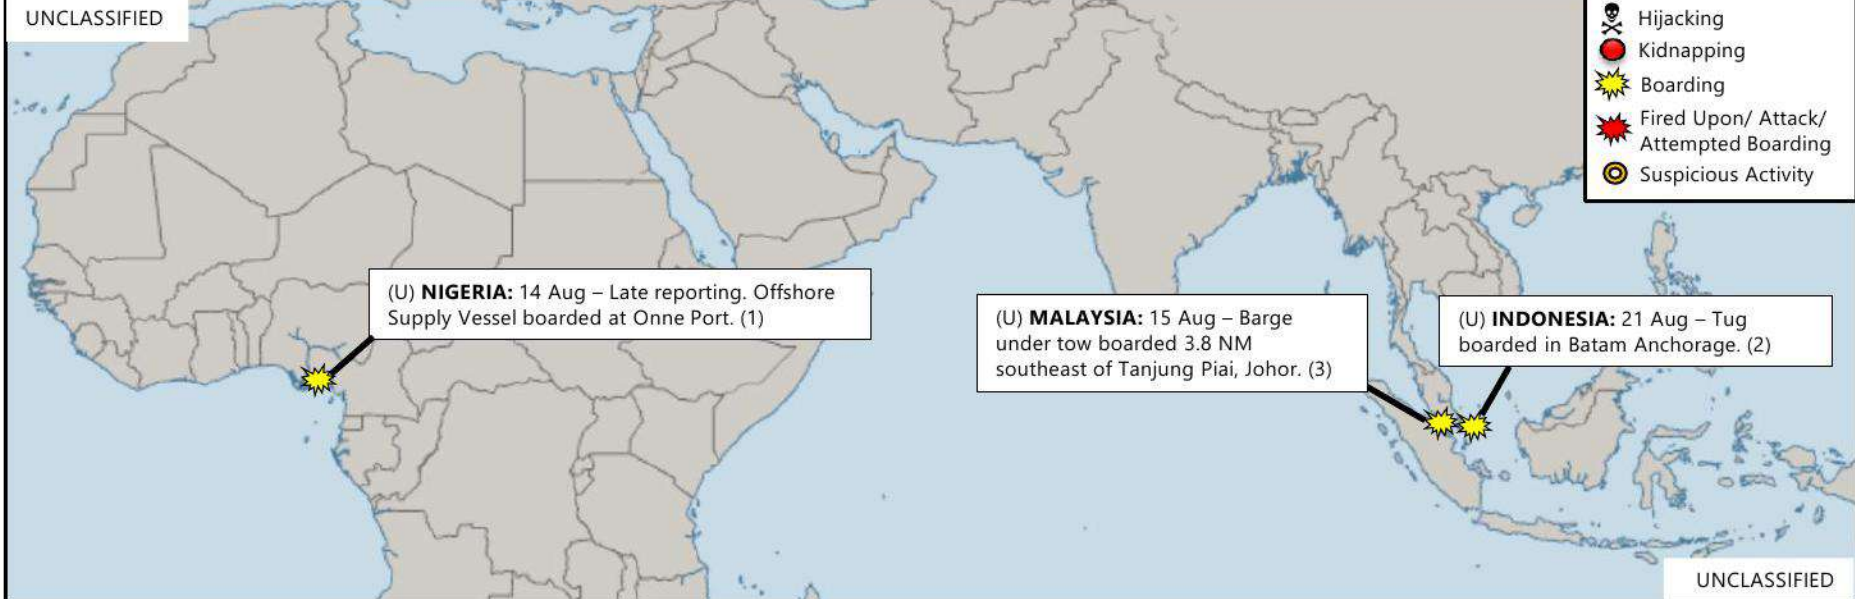 UNCLASSIFIED
Hijacking
Kidnapping
Boarding
Fired Upon/ Attack/
Attempted Boarding
Suspicious Activity
(U) NIGERIA: 14 Aug – Late reporting. Offshore
Supply Vessel boarded at Onne Port. (1)
(U) MALAYSIA: 15 Aug – Barge
under tow boarded 3.8 NM
southeast of Tanjung Piai, Johor. (3)
(U) INDONESIA: 21 Aug – Tug
boarded in Batam Anchorage. (2)
UNCLASSIFIED